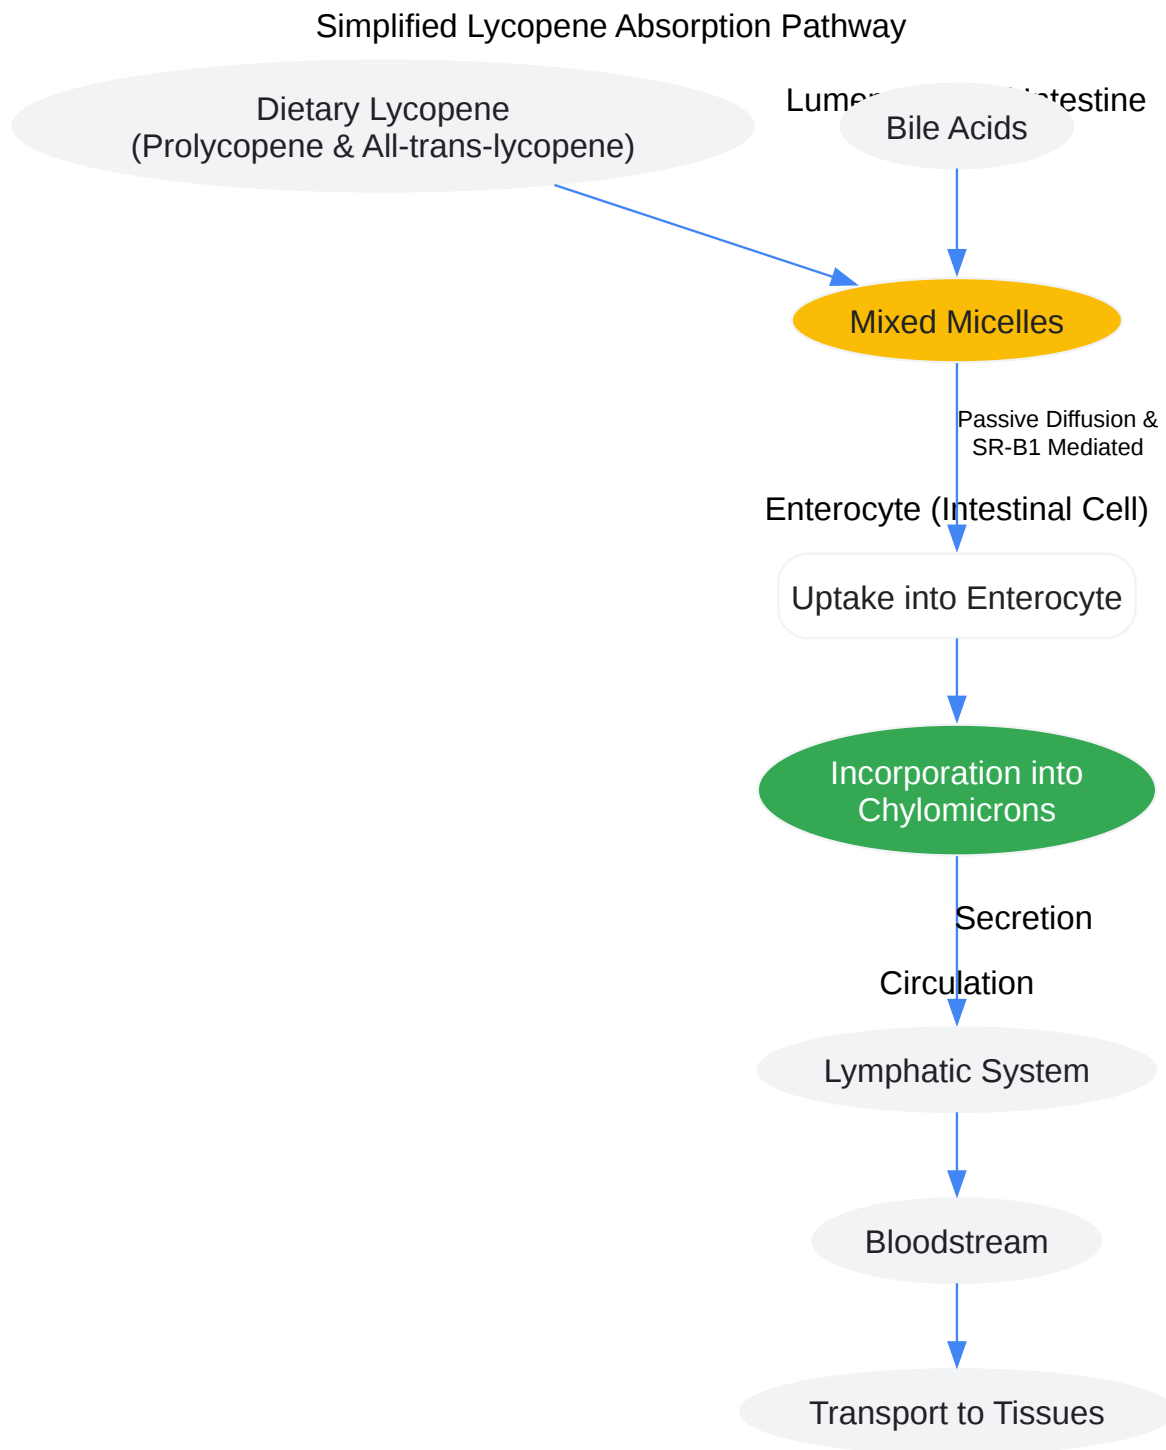 Simplified Lycopene Absorption Pathway
Dietary Lycopene
(Prolycopene & All-trans-lycopene)
Bile Acids
Mixed Micelles
Passive Diffusion &
SR-B1 Mediated
Enterocyte (Intestinal Cell)
Uptake into Enterocyte
Incorporation into
Chylomicrons
Secretion
Circulation
Lymphatic System
Bloodstream
Transport to Tissues